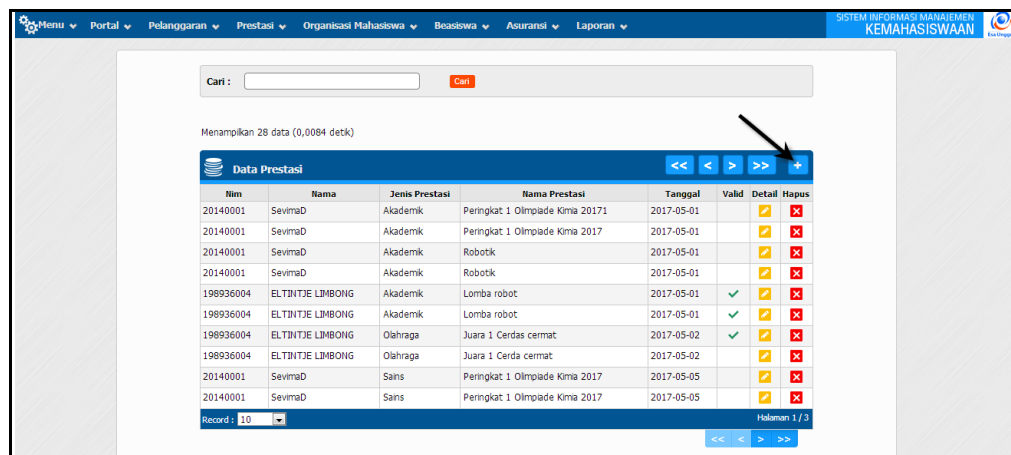 Menu Portal Pelanggaran Prestasi Organisasi Mahasiswa Beasiswa Asuransi Laporan
SISTEM INFORMASI MANAJEMEN
KEMAHASISWAAN
Cari : Cari
Menampikan 28 data (0,0084 detik)
Data Prestasi << < > >> +
Nim Nama Jenis Prestasi Nama Prestasi Tanggal Valid Detail Hapus
20140001 SevimaD Akademik Peringkat 1 Olimpiade Kimia 20171 2017-05-01
20140001 SevimaD Akademik Peringkat 1 Olimpiade Kimia 2017 2017-05-01
20140001 SevimaD Akademik Robotik 2017-05-01
20140001 SevimaD Akademik Robotik 2017-05-01
198936004 ELTINTJE LIMBONG Akademik Lomba robot 2017-05-01
198936004 ELTINTJE LIMBONG Akademik Lomba robot 2017-05-01
198936004 ELTINTJE LIMBONG Olahraga Juara 1 Cerdas cermat 2017-05-02
198936004 ELTINTJE LIMBONG Olahraga Juara 1 Cerda cermat 2017-05-02
20140001 SevimaD Sains Peringkat 1 Olimpiade Kimia 2017 2017-05-05
20140001 SevimaD Sains Peringkat 1 Olimpiade Kimia 2017 2017-05-05
Record : 10 Halaman 1 / 3
<< < > >>